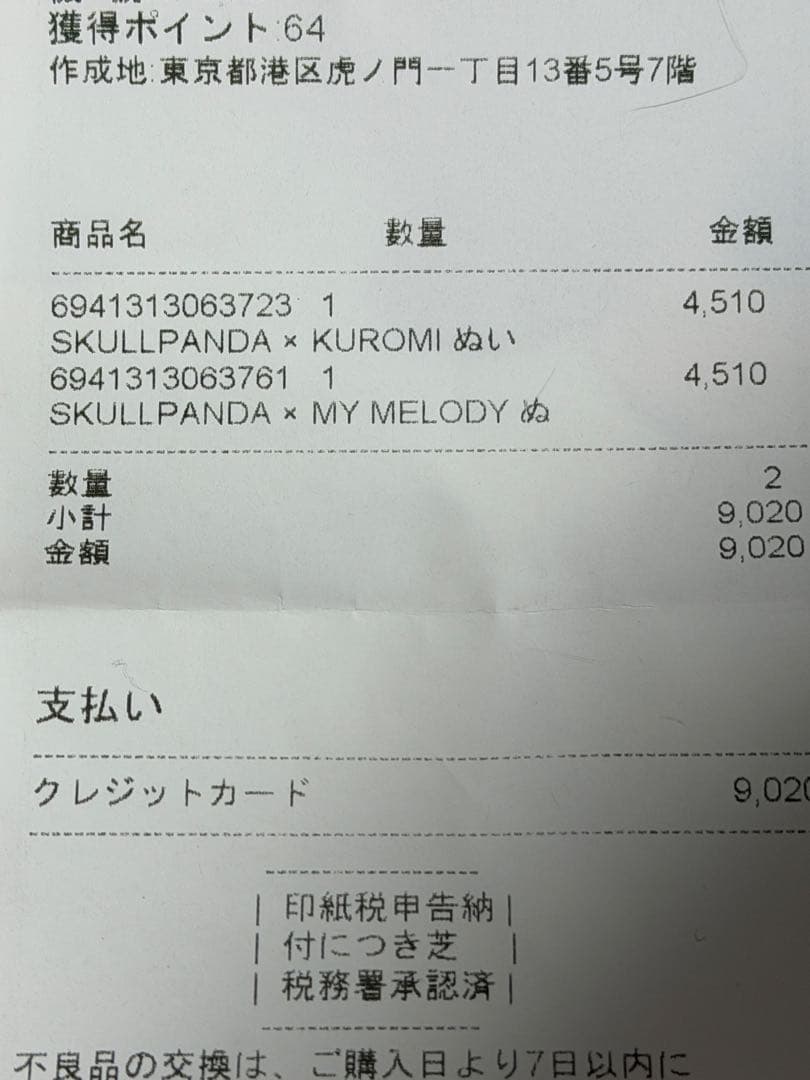 獲得ポイント:64
作成地:東京都港区虎ノ門一丁目13番5号7階
商品名 数量 金額
6941313063723 1 4,510
SKULLPANDA × KUROMI ぬい
6941313063761 1 4,510
SKULLPANDA × MY MELODY ぬ
数量 2
小計 9,020
金額 9,020
支払い
クレジットカード 9,020
印紙税申告納
付につき芝
税務署承認済
不良品の交換は、ご購入日より7日以内に